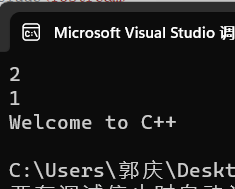 Microsoft Visual Studio 调
2
1
Welcome to C++
C:\Users\郭庆\Deskt